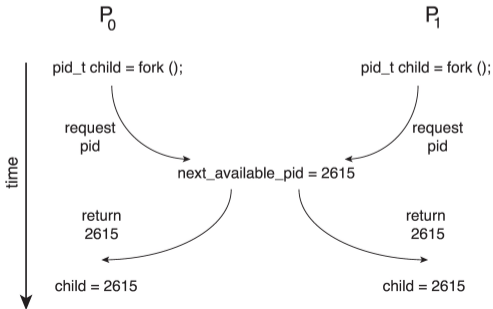 P0 P1
pid_t child = fork (); pid_t child = fork ();
request request
pid pid
time
next_available_pid = 2615
return return
2615 2615
child = 2615 child = 2615